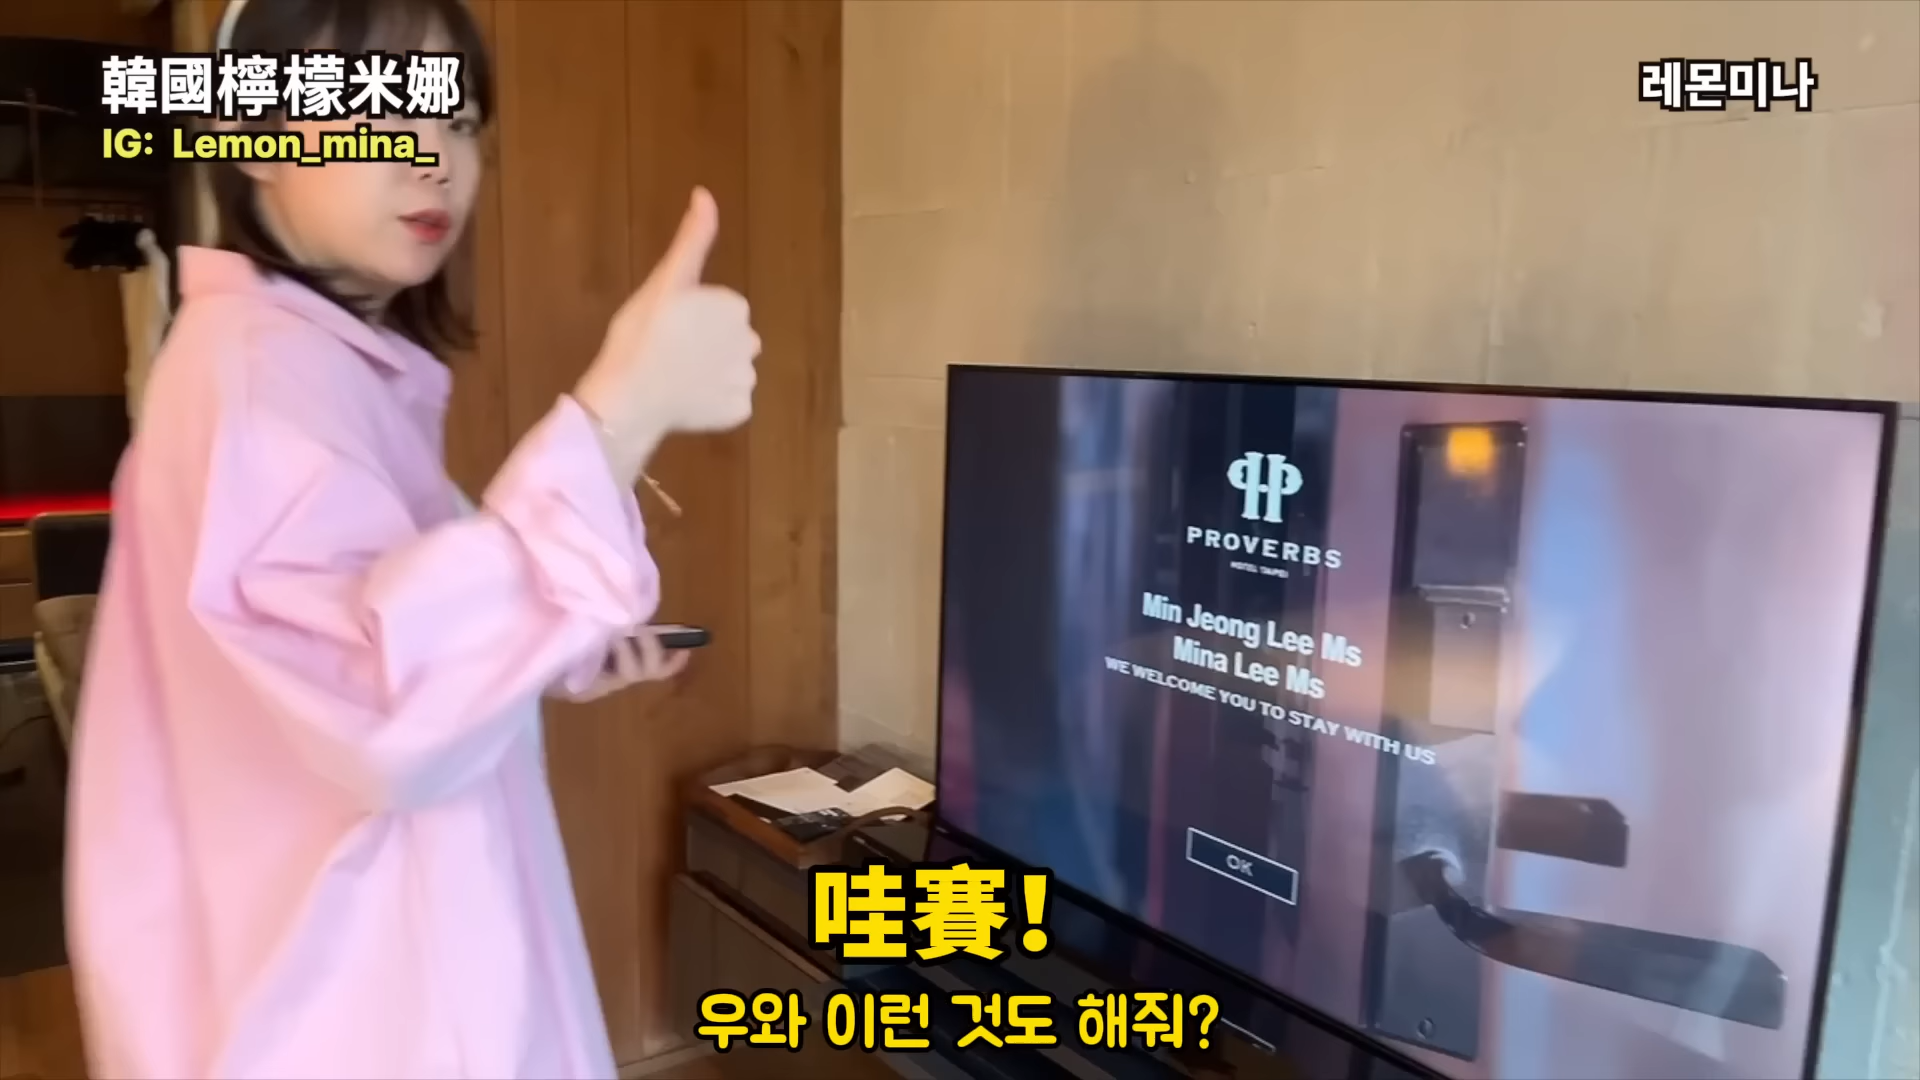 韓國檸檬米娜
IG: Lemon_mina_
레몬미나
PROVERBS
HOTEL TAIPEI
Min Jeong Lee Ms
Mina Lee Ms
WE WELCOME YOU TO STAY WITH US
OK
哇賽!
우와 이런 것도 해줘?